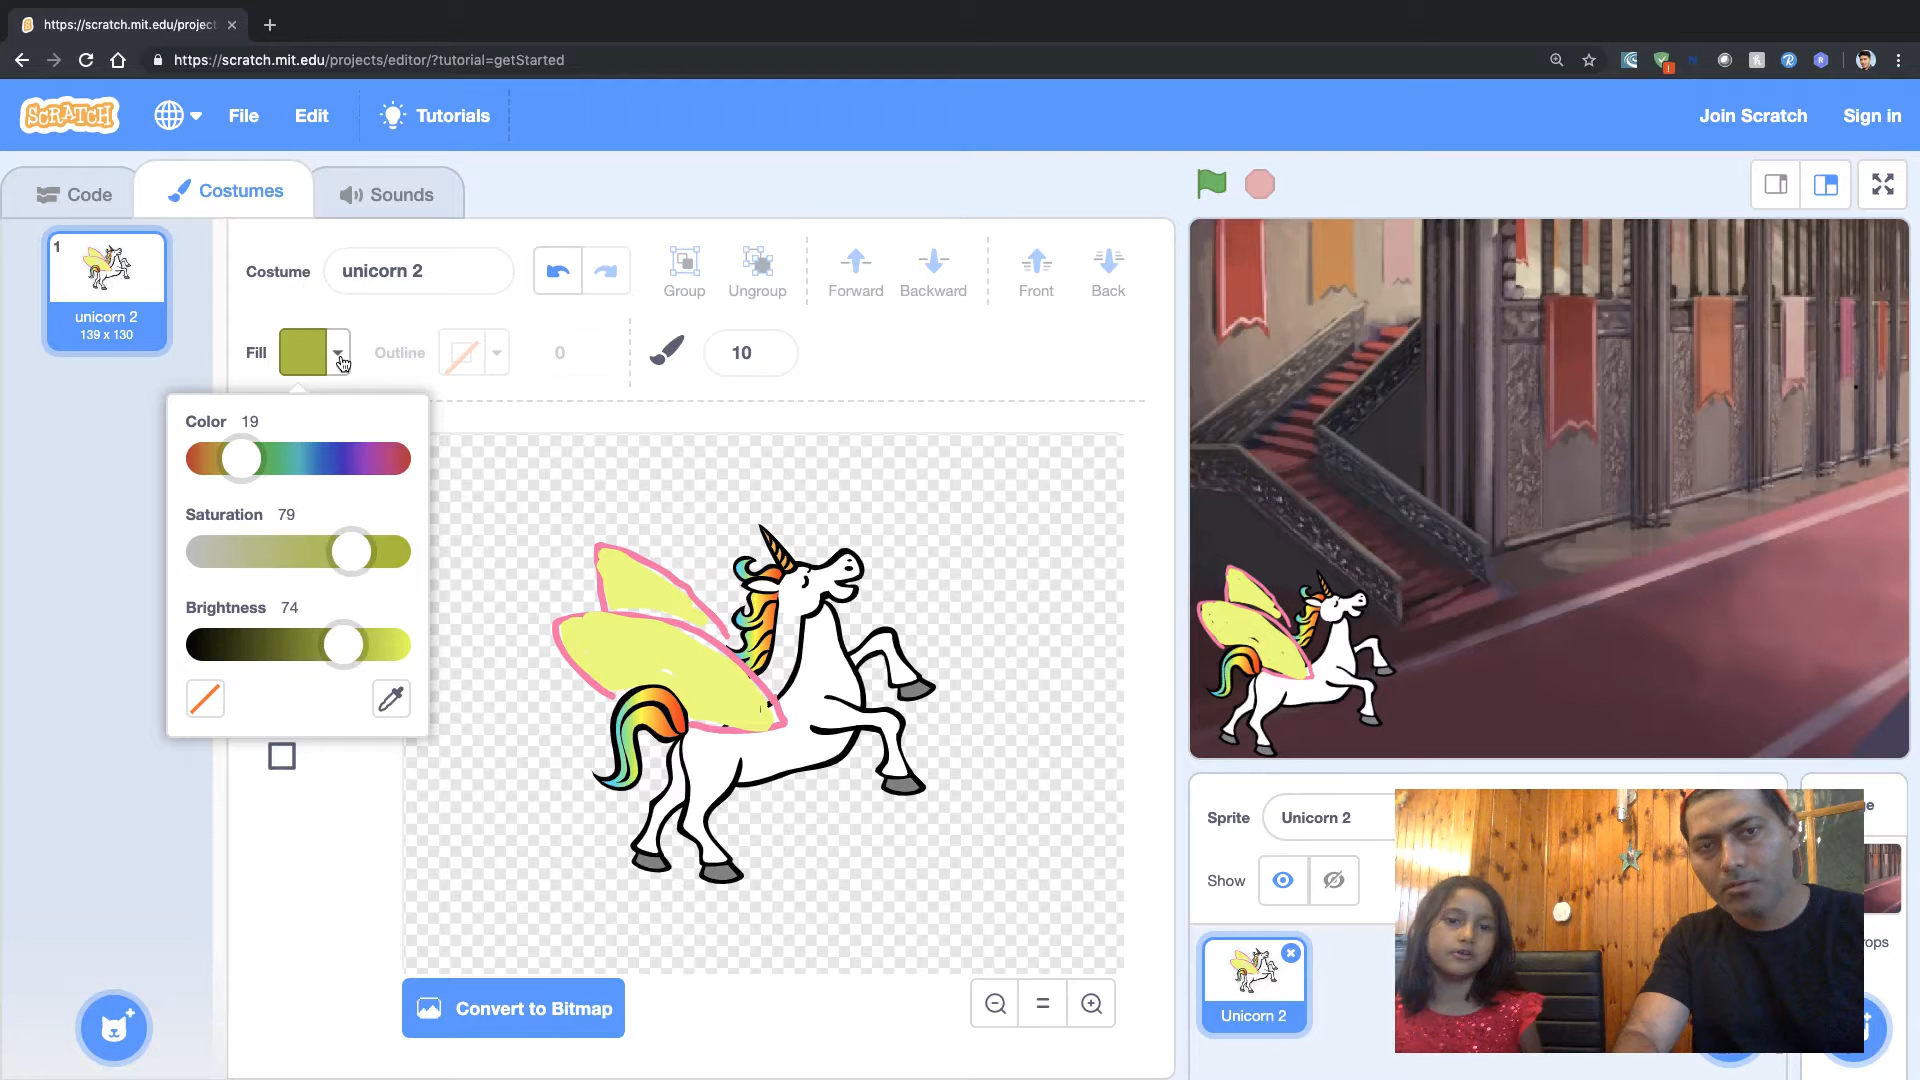 https://scratch.mit.edu/project
https://scratch.mit.edu/projects/editor/?tutorial=getStarted
SCRATCH
File
Edit
Tutorials
Join Scratch
Sign in
Code
Costumes
Sounds
1
unicorn 2
139 x 130
Costume
unicorn 2
Group
Ungroup
Forward
Backward
Front
Back
Fill
Outline
0
10
Color 19
Saturation 79
Brightness 74
Convert to Bitmap
Sprite
Unicorn 2
Show
Unicorn 2